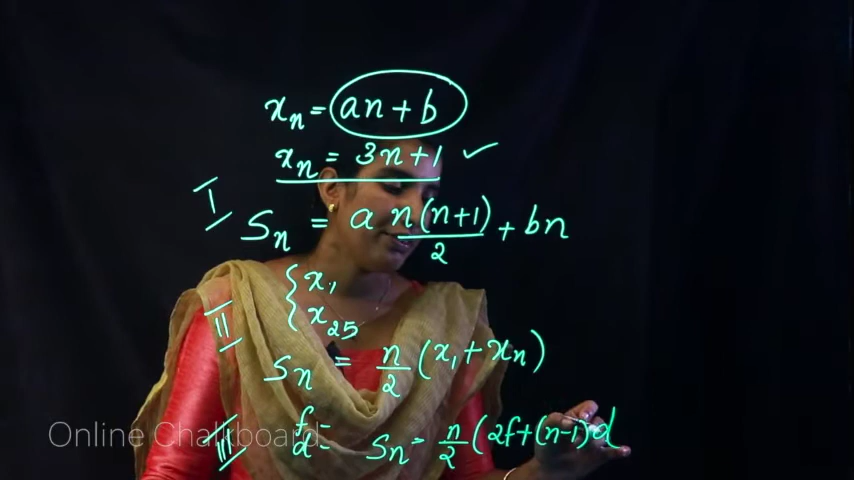 xₙ = an + b
xₙ = 3n + 1 ✓
I Sₙ = a n(n+1)/2 + bn
{ x₁
II x₂₅
Sₙ = n/2 (x₁ + xₙ)
f =
III d = Sₙ = n/2 (2f + (n-1) d
Online Chalkboard